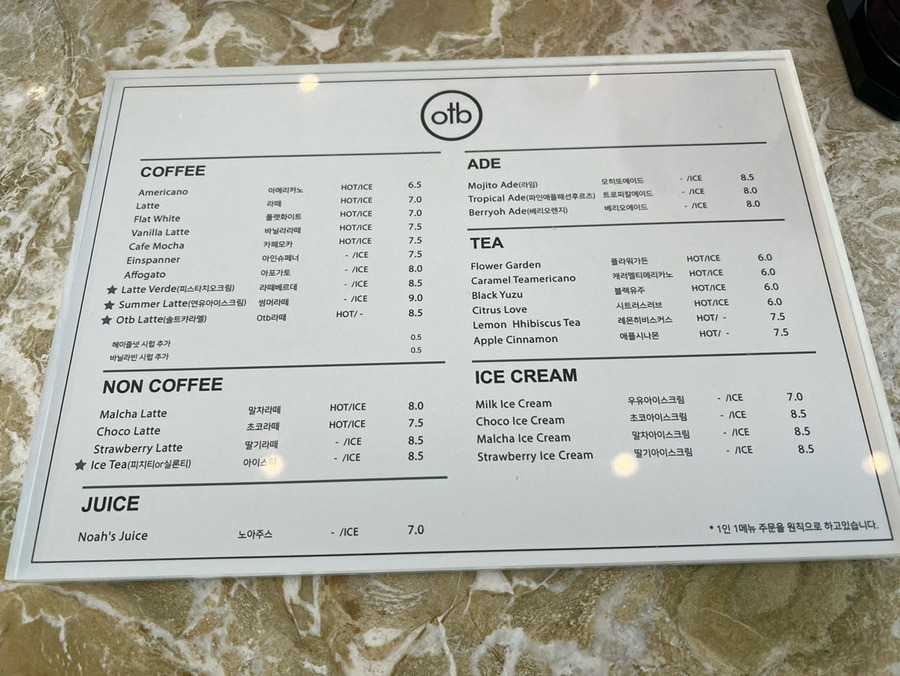 otb
COFFEE
Americano 아메리카노 HOT/ICE 6.5
Latte 라떼 HOT/ICE 7.0
Flat White 플랫화이트 HOT/ICE 7.0
Vanilla Latte 바닐라라떼 HOT/ICE 7.5
Cafe Mocha 카페모카 HOT/ICE 7.5
Einspanner 아인슈페너 - /ICE 7.5
Affogato 아포가토 - /ICE 8.0
★ Latte Verde(피스타치오크림) 라떼베르데 - /ICE 8.5
★ Summer Latte(연유아이스크림) 썸머라떼 - /ICE 9.0
★ Otb Latte(솔트카라멜) Otb라떼 HOT/ - 8.5
헤이즐넛 시럽 추가 0.5
바닐라빈 시럽 추가 0.5
NON COFFEE
Malcha Latte 말차라떼 HOT/ICE 8.0
Choco Latte 초코라떼 HOT/ICE 7.5
Strawberry Latte 딸기라떼 - /ICE 8.5
★ Ice Tea(피치티or실론티) 아이스티 - /ICE 8.5
JUICE
Noah's Juice 노아주스 - /ICE 7.0
ADE
Mojito Ade(라임) 모히또에이드 - /ICE 8.5
Tropical Ade(파인애플패션후르츠) 트로피칼에이드 - /ICE 8.0
Berryoh Ade(베리오렌지) 베리오에이드 - /ICE 8.0
TEA
Flower Garden 플라워가든 HOT/ICE 6.0
Caramel Teamericano 캐러멜티메리카노 HOT/ICE 6.0
Black Yuzu 블랙유주 HOT/ICE 6.0
Citrus Love 시트러스러브 HOT/ICE 6.0
Lemon Hhibiscus Tea 레몬히비스커스 HOT/ - 7.5
Apple Cinnamon 애플시나몬 HOT/ - 7.5
ICE CREAM
Milk Ice Cream 우유아이스크림 - /ICE 7.0
Choco Ice Cream 초코아이스크림 - /ICE 8.5
Malcha Ice Cream 말차아이스크림 - /ICE 8.5
Strawberry Ice Cream 딸기아이스크림 - /ICE 8.5
* 1인 1메뉴 주문을 원칙으로 하고있습니다.